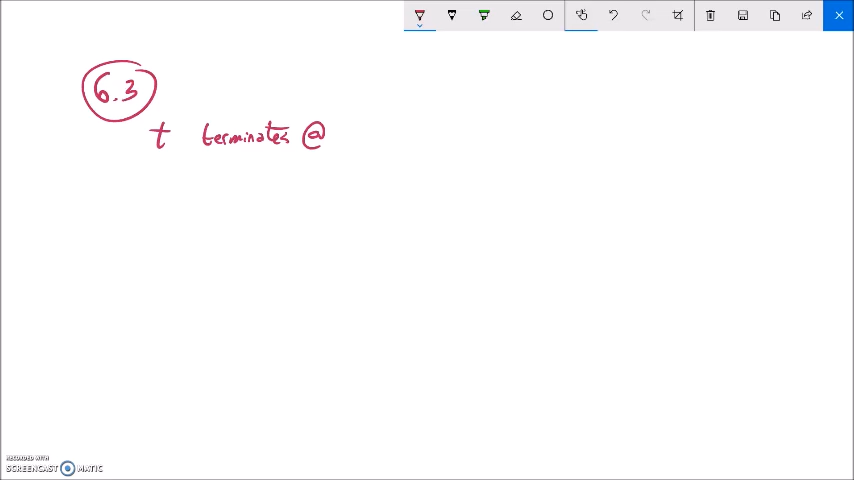 6.3
t terminates @
RECORDED WITH
SCREENCAST MATIC